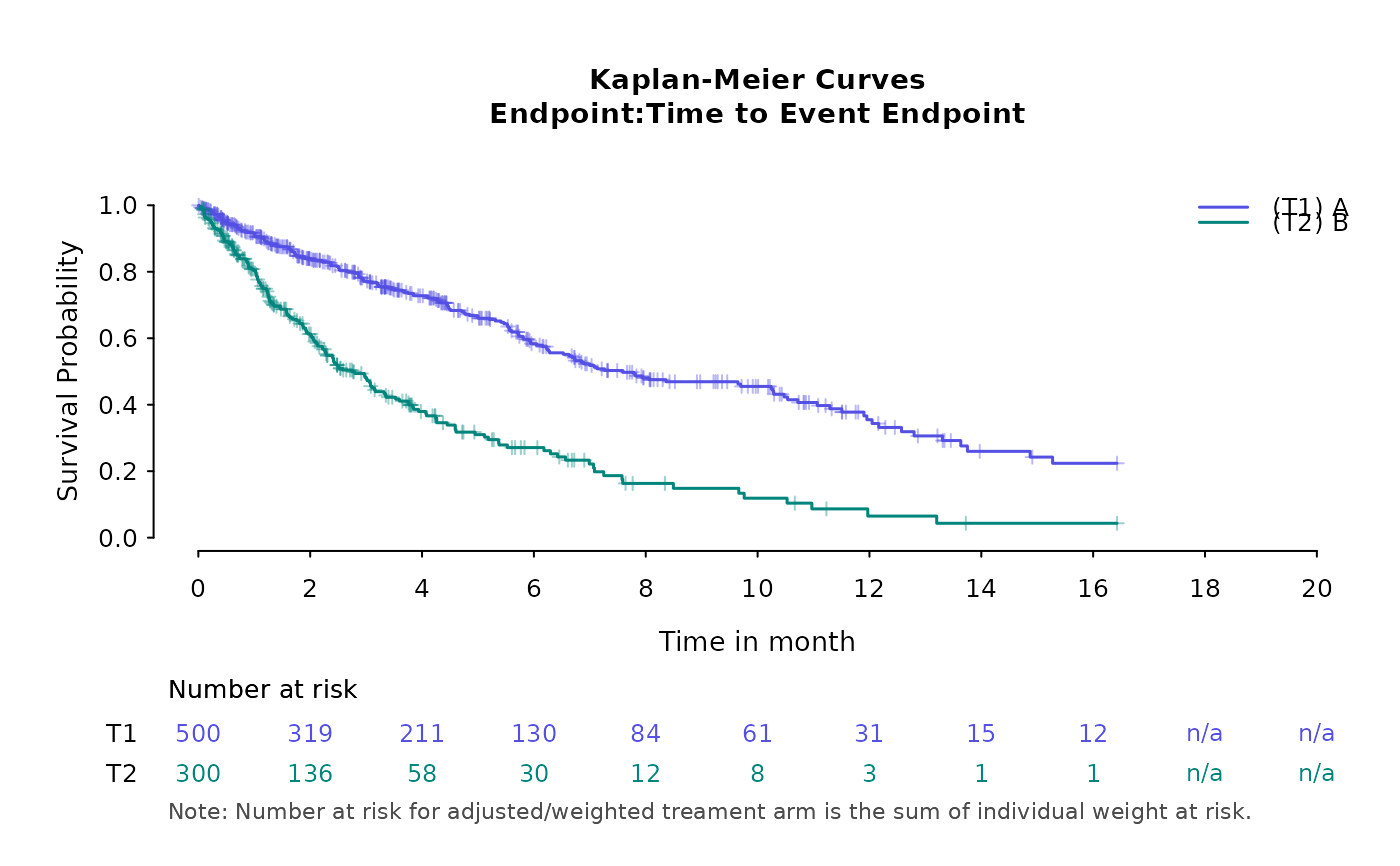 Kaplan-Meier Curves
Endpoint:Time to Event Endpoint
(T1) A
(T2) B
Survival Probability
1.0
0.8
0.6
0.4
0.2
0.0
0 2 4 6 8 10 12 14 16 18 20
Time in month
Number at risk
T1 500 319 211 130 84 61 31 15 12 n/a n/a
T2 300 136 58 30 12 8 3 1 1 n/a n/a
Note: Number at risk for adjusted/weighted treament arm is the sum of individual weight at risk.